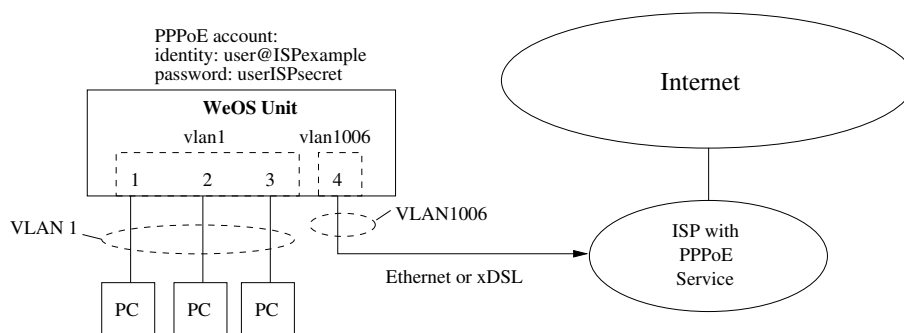 PPPoE account:
identity: user@ISPexample
password: userISPsecret
WeOS Unit
vlan1
vlan1006
1
2
3
4
VLAN 1
VLAN1006
Ethernet or xDSL
PC
PC
PC
Internet
ISP with
PPPoE
Service